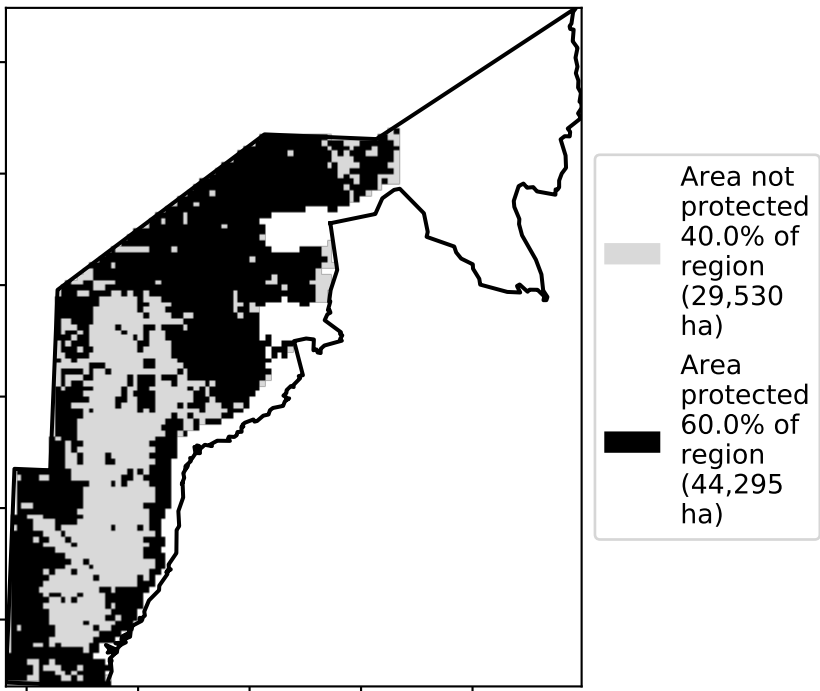 Area not
protected
40.0% of
region
(29,530
ha)
Area
protected
60.0% of
region
(44,295
ha)